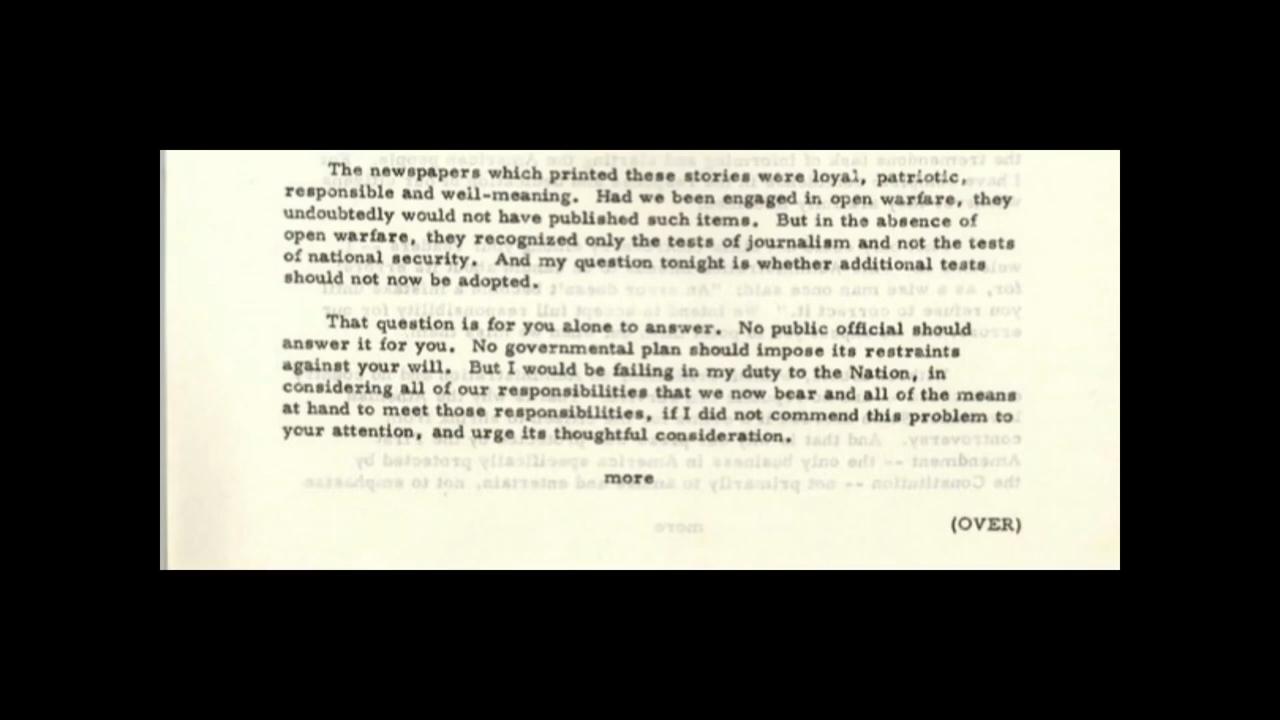 The newspapers which printed these stories were loyal, patriotic,
responsible and well-meaning. Had we been engaged in open warfare, they
undoubtedly would not have published such items. But in the absence of
open warfare, they recognized only the tests of journalism and not the tests
of national security. And my question tonight is whether additional tests
should not now be adopted.
That question is for you alone to answer. No public official should
answer it for you. No governmental plan should impose its restraints
against your will. But I would be failing in my duty to the Nation, in
considering all of our responsibilities that we now bear and all of the means
at hand to meet those responsibilities, if I did not commend this problem to
your attention, and urge its thoughtful consideration.
more
(OVER)